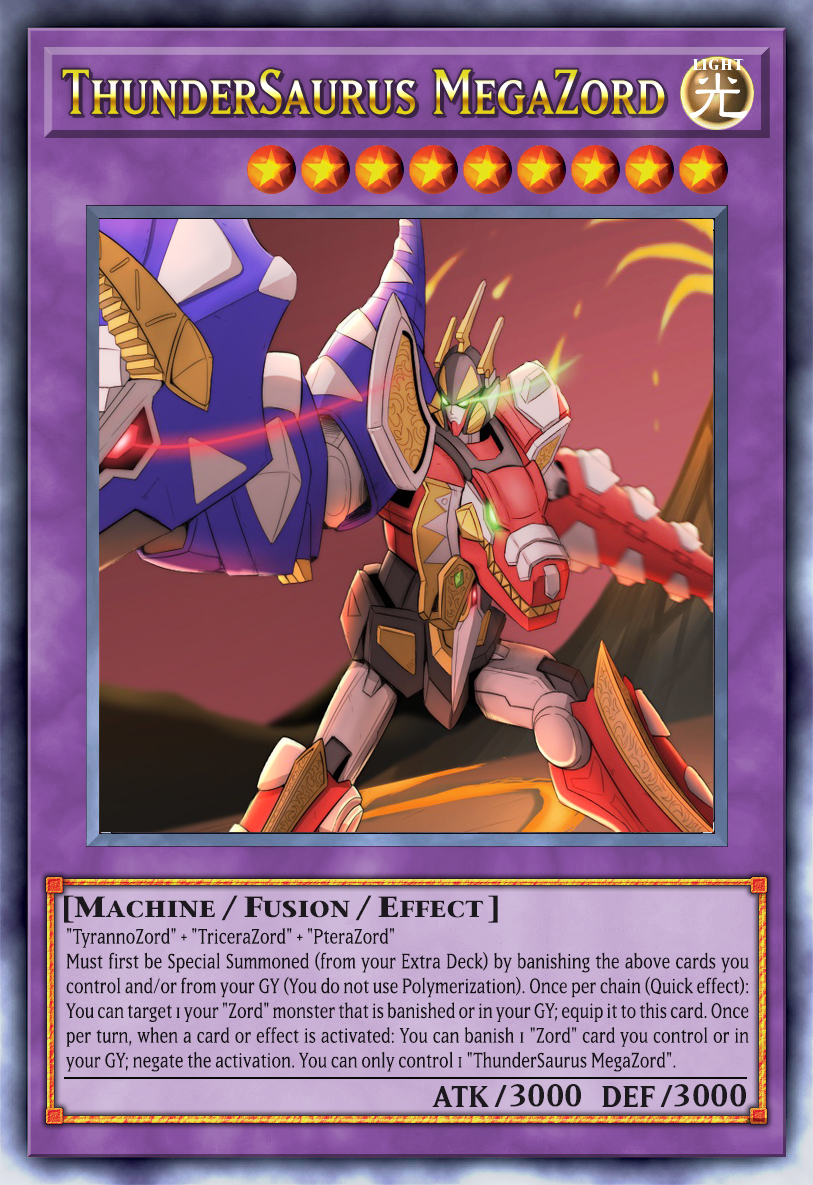 ThunderSaurus MegaZord
LIGHT
光
[Machine / Fusion / Effect]
"TyrannoZord" + "TriceraZord" + "PteraZord"
Must first be Special Summoned (from your Extra Deck) by banishing the above cards you
control and/or from your GY (You do not use Polymerization). Once per chain (Quick effect):
You can target 1 your "Zord" monster that is banished or in your GY; equip it to this card. Once
per turn, when a card or effect is activated: You can banish 1 "Zord" card you control or in
your GY; negate the activation. You can only control 1 "ThunderSaurus MegaZord".
ATK/3000 DEF/3000